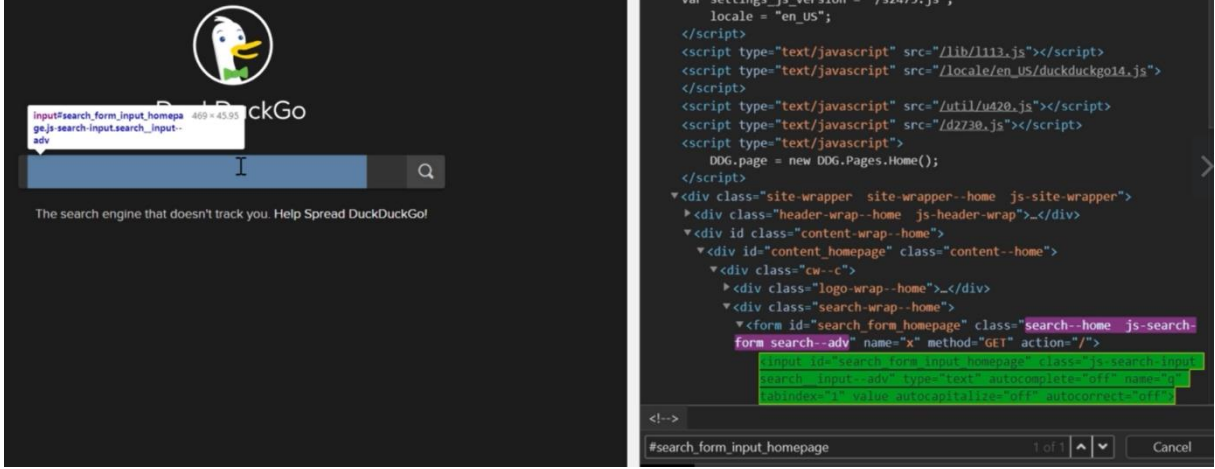 DuckGo
input#search_form_input_homepa 469 × 45.95
ge.js-search-input.search__input--
adv
The search engine that doesn't track you. Help Spread DuckDuckGo!
locale = "en_US";
</script>
<script type="text/javascript" src="/lib/l113.js"></script>
<script type="text/javascript" src="/locale/en_US/duckduckgo14.js">
</script>
<script type="text/javascript" src="/util/u420.js"></script>
<script type="text/javascript" src="/d2730.js"></script>
<script type="text/javascript">
DDG.page = new DDG.Pages.Home();
</script>
▼<div class="site-wrapper  site-wrapper--home  js-site-wrapper">
▶<div class="header-wrap--home  js-header-wrap">…</div>
▼<div id class="content-wrap--home">
▼<div id="content_homepage" class="content--home">
▼<div class="cw--c">
▶<div class="logo-wrap--home">…</div>
▼<div class="search-wrap--home">
▼<form id="search_form_homepage" class="search--home  js-search-
form search--adv" name="x" method="GET" action="/">
<input id="search_form_input_homepage" class="js-search-input
search__input--adv" type="text" autocomplete="off" name="q"
tabindex="1" value autocapitalize="off" autocorrect="off">
<!-->
#search_form_input_homepage 1 of 1 Cancel